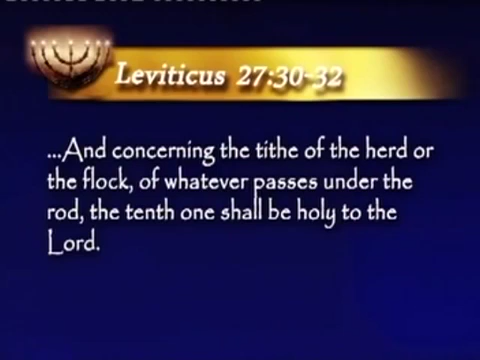 Leviticus 27:30-32
...And concerning the tithe of the herd or
the flock, of whatever passes under the
rod, the tenth one shall be holy to the
Lord.